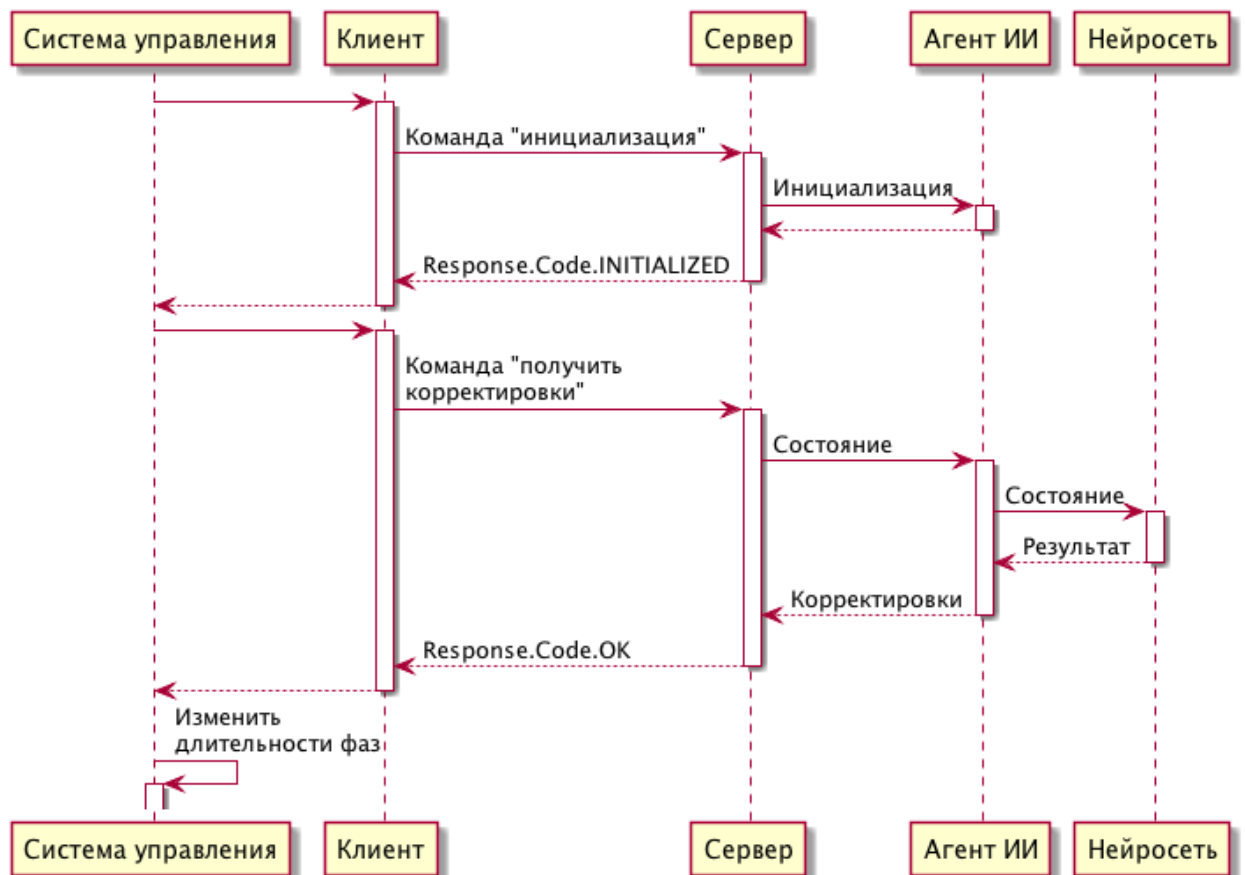 Система управления
Клиент
Сервер
Агент ИИ
Нейросеть
Команда "инициализация"
Инициализация
Response.Code.INITIALIZED
Команда "получить
корректировки"
Состояние
Состояние
Результат
Корректировки
Response.Code.OK
Изменить
длительности фаз
Система управления
Клиент
Сервер
Агент ИИ
Нейросеть